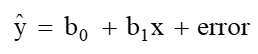 ŷ = b₀ + b₁x + error